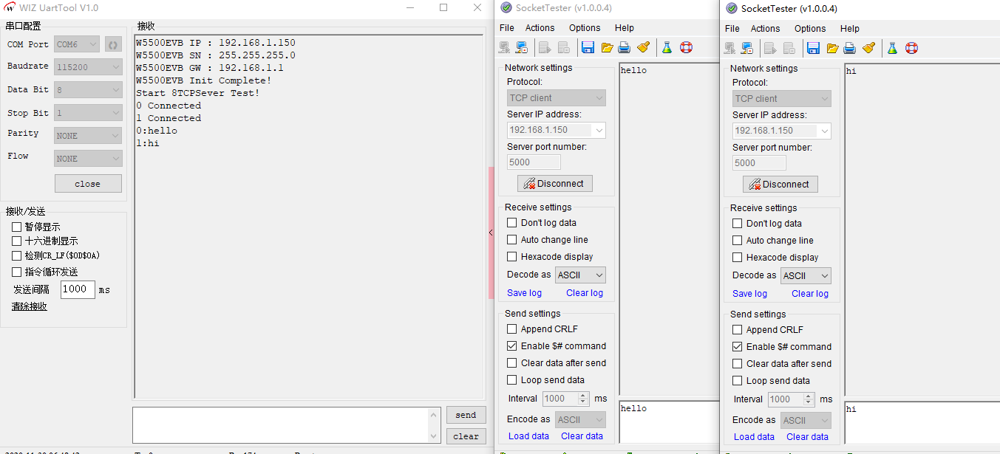 WIZ UartTool V1.0
串口配置
COM Port COM6
Baudrate 115200
Data Bit 8
Stop Bit 1
Parity NONE
Flow NONE
close
接收/发送
暂停显示
十六进制显示
检测CR_LF($0D$0A)
指令循环发送
发送间隔 1000 ms
清除接收
接收
W5500EVB IP : 192.168.1.150
W5500EVB SN : 255.255.255.0
W5500EVB GW : 192.168.1.1
W5500EVB Init Complete!
Start 8TCPSever Test!
0 Connected
1 Connected
0:hello
1:hi
send
clear
SocketTester (v1.0.0.4)
File Actions Options Help
Network settings
Protocol:
TCP client
Server IP address:
192.168.1.150
Server port number:
5000
Disconnect
Receive settings
Don't log data
Auto change line
Hexacode display
Decode as ASCII
Save log Clear log
Send settings
Append CRLF
Enable $# command
Clear data after send
Loop send data
Interval 1000 ms
Encode as ASCII
Load data Clear data
hello
hello
SocketTester (v1.0.0.4)
File Actions Options Help
Network settings
Protocol:
TCP client
Server IP address:
192.168.1.150
Server port number:
5000
Disconnect
Receive settings
Don't log data
Auto change line
Hexacode display
Decode as ASCII
Save log Clear log
Send settings
Append CRLF
Enable $# command
Clear data after send
Loop send data
Interval 1000 ms
Encode as ASCII
Load data Clear data
hi
hi